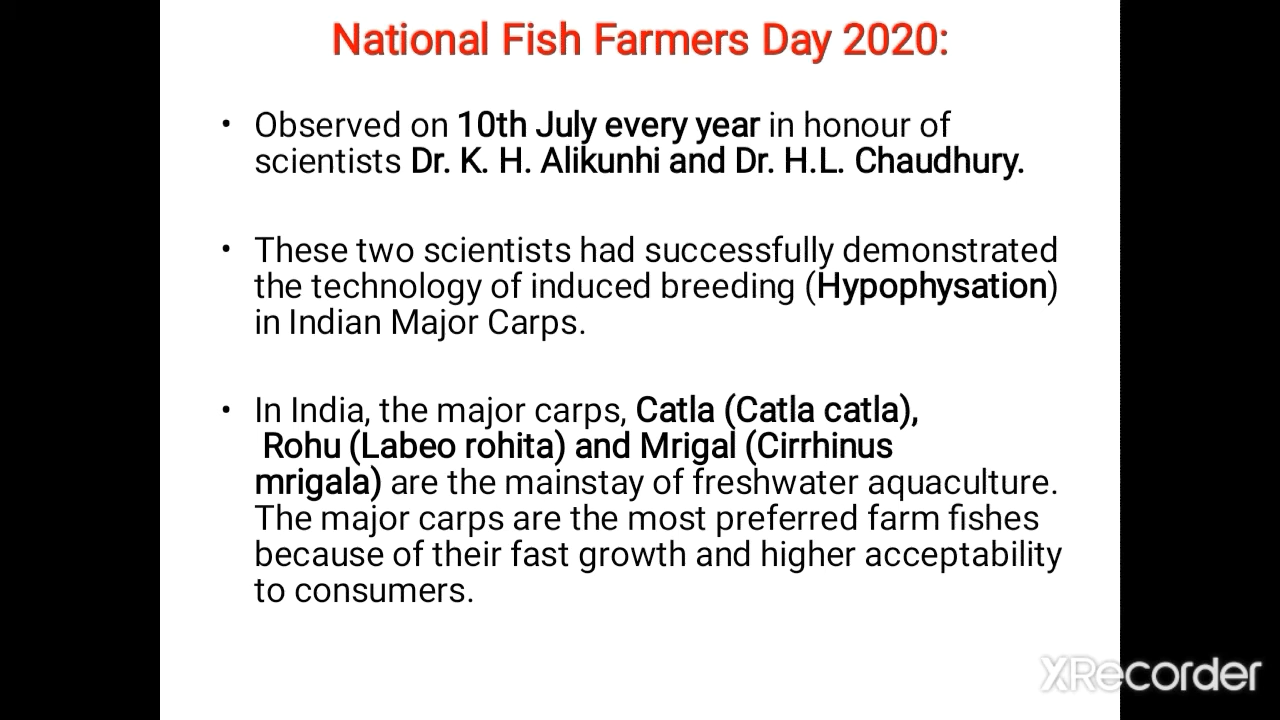 National Fish Farmers Day 2020:
• Observed on 10th July every year in honour of
scientists Dr. K. H. Alikunhi and Dr. H.L. Chaudhury.
• These two scientists had successfully demonstrated
the technology of induced breeding (Hypophysation)
in Indian Major Carps.
• In India, the major carps, Catla (Catla catla),
Rohu (Labeo rohita) and Mrigal (Cirrhinus
mrigala) are the mainstay of freshwater aquaculture.
The major carps are the most preferred farm fishes
because of their fast growth and higher acceptability
to consumers.
XRecorder